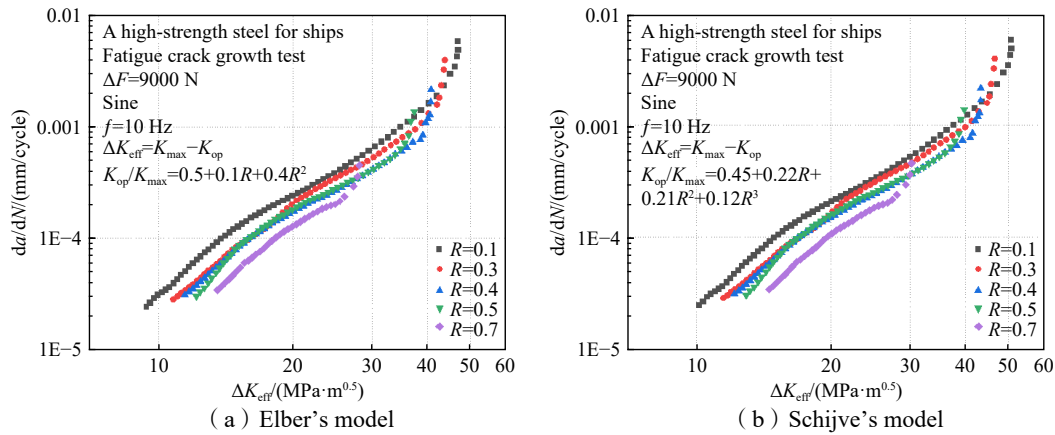 0.01
0.001
1E−4
1E−5
da/dN/(mm/cycle)
A high-strength steel for ships
Fatigue crack growth test
ΔF=9000 N
Sine
f=10 Hz
ΔKeff=Kmax−Kop
Kop/Kmax=0.5+0.1R+0.4R²
R=0.1
R=0.3
R=0.4
R=0.5
R=0.7
10 20 30 40 50 60
ΔKeff/(MPa·m^0.5)
（a）Elber's model
0.01
0.001
1E−4
1E−5
da/dN/(mm/cycle)
A high-strength steel for ships
Fatigue crack growth test
ΔF=9000 N
Sine
f=10 Hz
ΔKeff=Kmax−Kop
Kop/Kmax=0.45+0.22R+
0.21R²+0.12R³
R=0.1
R=0.3
R=0.4
R=0.5
R=0.7
10 20 30 40 50 60
ΔKeff/(MPa·m^0.5)
（b）Schijve's model